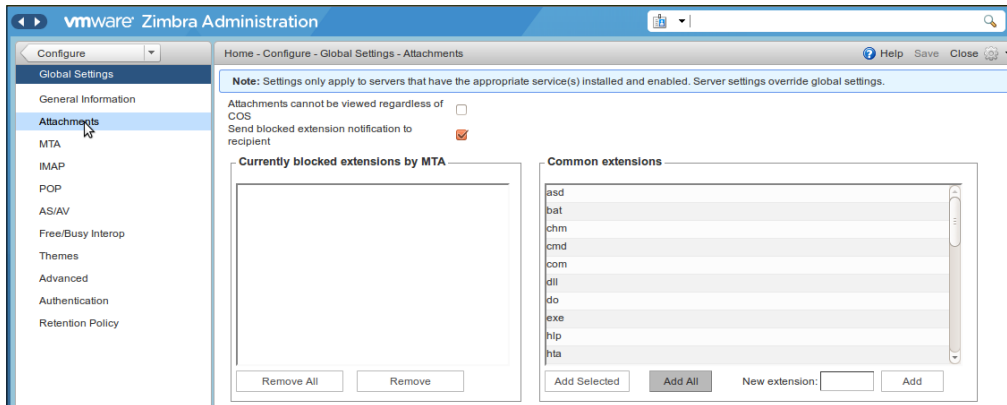 vmware Zimbra Administration
Configure
Home - Configure - Global Settings - Attachments
Help Save Close
Global Settings
General Information
Attachments
MTA
IMAP
POP
AS/AV
Free/Busy Interop
Themes
Advanced
Authentication
Retention Policy
Note: Settings only apply to servers that have the appropriate service(s) installed and enabled. Server settings override global settings.
Attachments cannot be viewed regardless of
COS
Send blocked extension notification to
recipient
Currently blocked extensions by MTA
Remove All
Remove
Common extensions
asd
bat
chm
cmd
com
dll
do
exe
hlp
hta
Add Selected
Add All
New extension:
Add